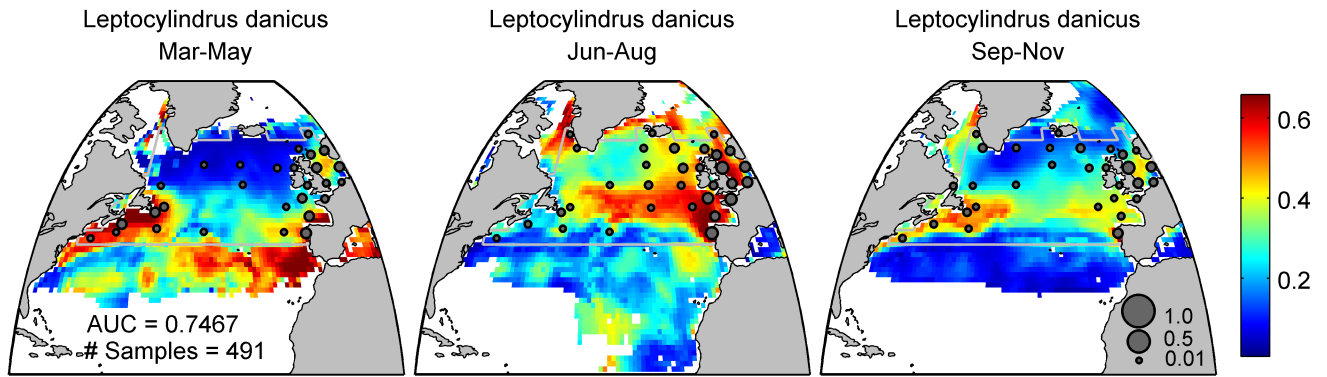 Leptocylindrus danicus
Mar-May
Leptocylindrus danicus
Jun-Aug
Leptocylindrus danicus
Sep-Nov
AUC = 0.7467
# Samples = 491
1.0
0.5
0.01
0.6
0.4
0.2